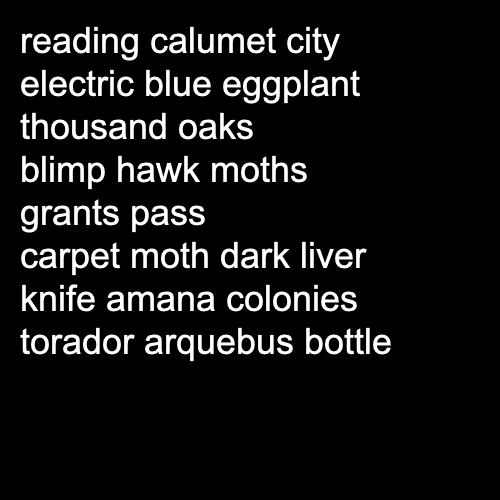 reading calumet city
electric blue eggplant
thousand oaks
blimp hawk moths
grants pass
carpet moth dark liver
knife amana colonies
torador arquebus bottle